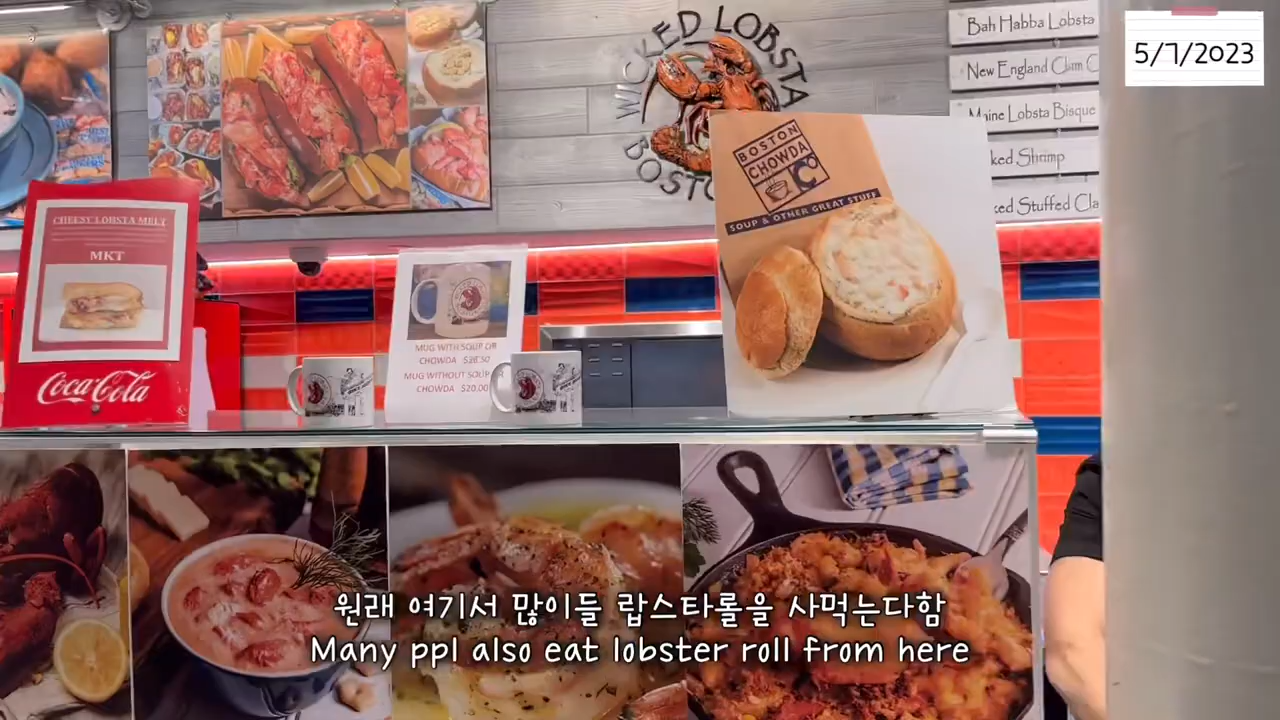 5/7/2023
WICKED LOBSTA
BOSTO
Bah Habba Lobsta
New England Clam C
Maine Lobsta Bisque
ked Shrimp
ked Stuffed Cla
BOSTON
CHOWDA
Co
SOUP & OTHER GREAT STUFF
CHEESY LOBSTA MELT
MKT
Coca-Cola
MUG WITH SOUP OR
CHOWDA
MUG WITHOUT SOUP OR
CHOWDA $20.00
원래 여기서 많이들 랍스타롤을 사먹는다함
Many ppl also eat lobster roll from here